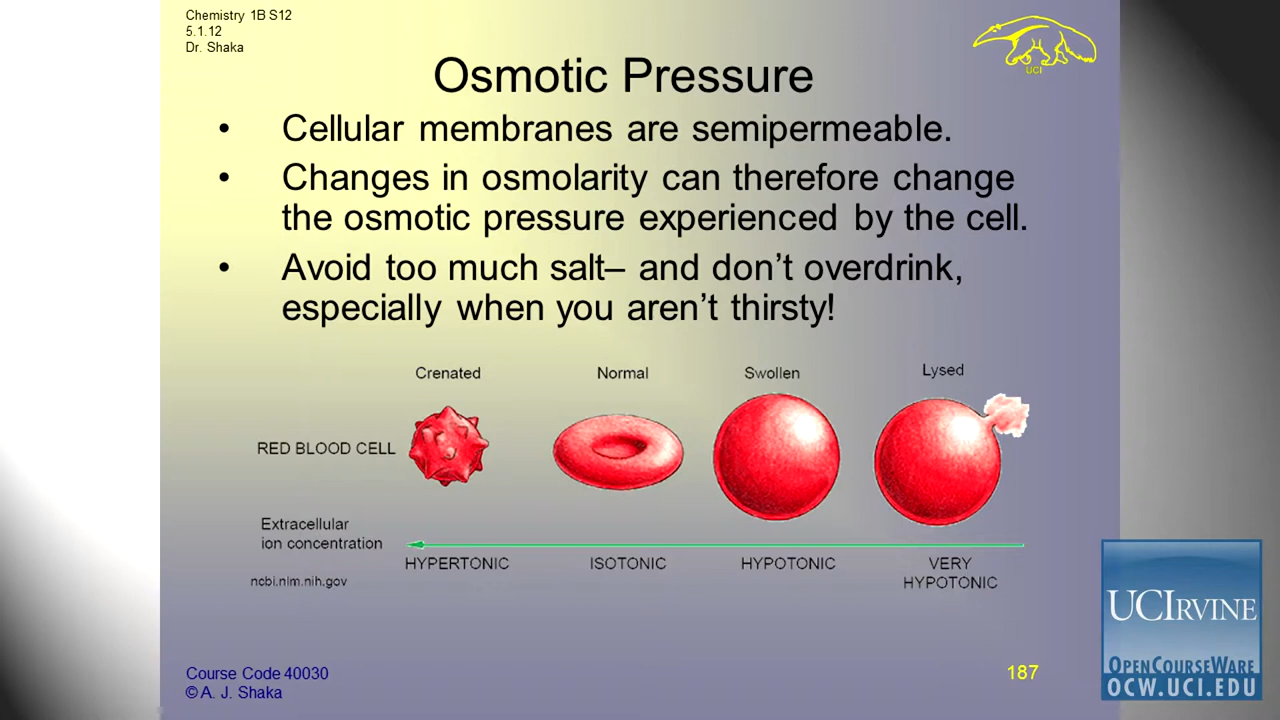 Chemistry 1B S12
5.1.12
Dr. Shaka
UCI
Osmotic Pressure
• Cellular membranes are semipermeable.
• Changes in osmolarity can therefore change
the osmotic pressure experienced by the cell.
• Avoid too much salt– and don’t overdrink,
especially when you aren’t thirsty!
Crenated Normal Swollen Lysed
RED BLOOD CELL
Extracellular
ion concentration
HYPERTONIC ISOTONIC HYPOTONIC VERY
HYPOTONIC
ncbi.nlm.nih.gov
Course Code 40030
© A. J. Shaka
187
UCIRVINE
OPENCOURSEWARE
OCW.UCI.EDU